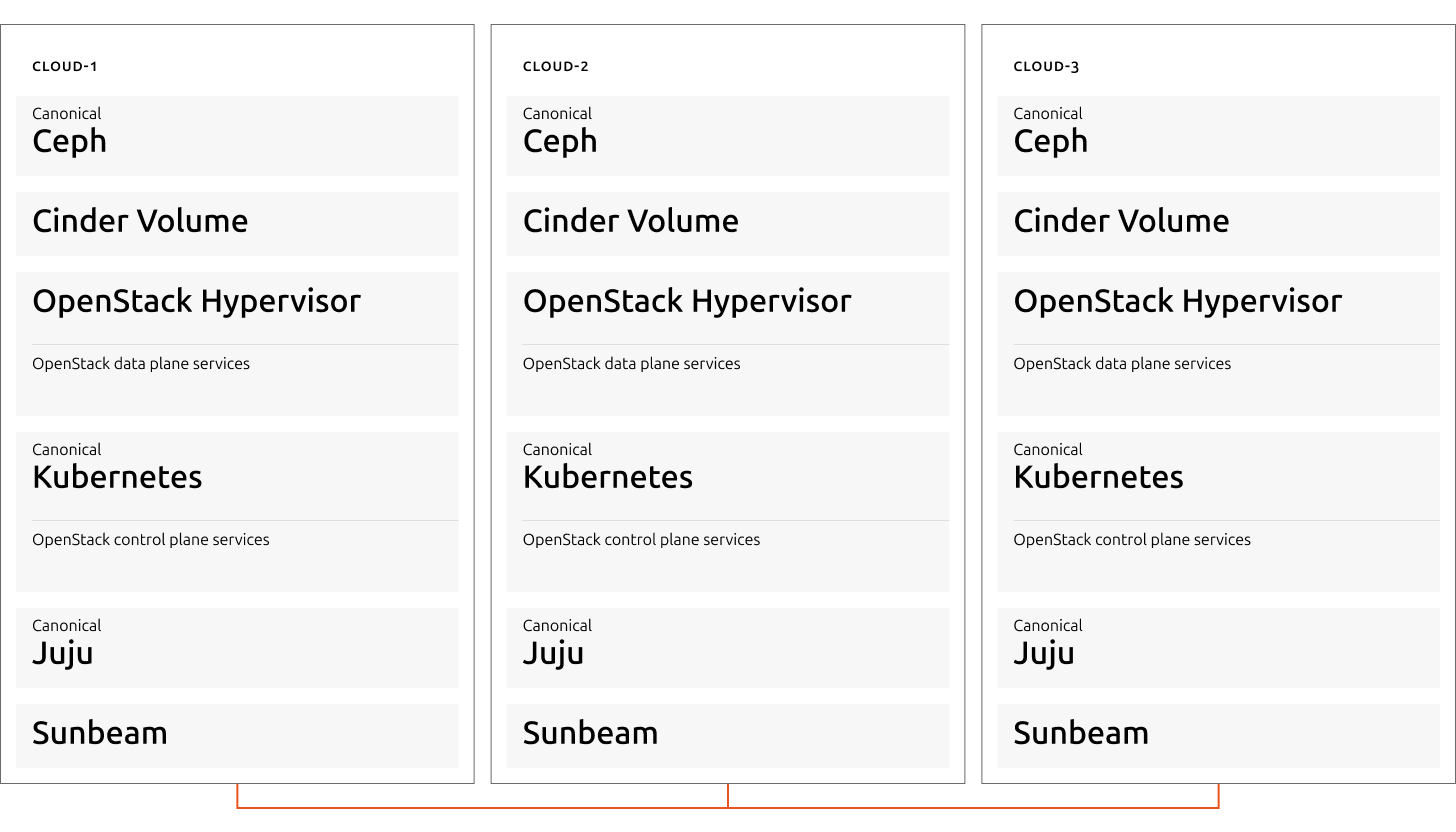 CLOUD-1
Canonical
Ceph
Cinder Volume
OpenStack Hypervisor
OpenStack data plane services
Canonical
Kubernetes
OpenStack control plane services
Canonical
Juju
Sunbeam
CLOUD-2
Canonical
Ceph
Cinder Volume
OpenStack Hypervisor
OpenStack data plane services
Canonical
Kubernetes
OpenStack control plane services
Canonical
Juju
Sunbeam
CLOUD-3
Canonical
Ceph
Cinder Volume
OpenStack Hypervisor
OpenStack data plane services
Canonical
Kubernetes
OpenStack control plane services
Canonical
Juju
Sunbeam